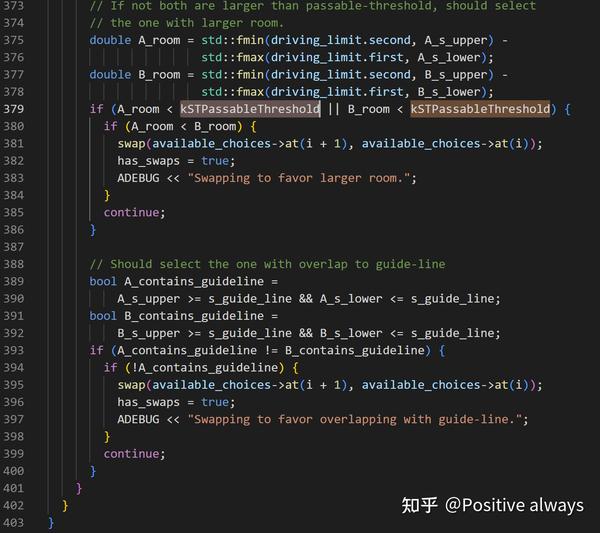 373 // If not both are larger than passable-threshold, should select
374 // the one with larger room.
375 double A_room = std::fmin(driving_limit.second, A_s_upper) -
376 std::fmax(driving_limit.first, A_s_lower);
377 double B_room = std::fmin(driving_limit.second, B_s_upper) -
378 std::fmax(driving_limit.first, B_s_lower);
379 if (A_room < kSTPassableThreshold || B_room < kSTPassableThreshold) {
380 if (A_room < B_room) {
381 swap(available_choices->at(i + 1), available_choices->at(i));
382 has_swaps = true;
383 ADEBUG << "Swapping to favor larger room.";
384 }
385 continue;
386 }
387
388 // Should select the one with overlap to guide-line
389 bool A_contains_guideline =
390 A_s_upper >= s_guide_line && A_s_lower <= s_guide_line;
391 bool B_contains_guideline =
392 B_s_upper >= s_guide_line && B_s_lower <= s_guide_line;
393 if (A_contains_guideline != B_contains_guideline) {
394 if (!A_contains_guideline) {
395 swap(available_choices->at(i + 1), available_choices->at(i));
396 has_swaps = true;
397 ADEBUG << "Swapping to favor overlapping with guide-line.";
398 }
399 continue;
400 }
401 }
402 }
403 }
知乎 @Positive always